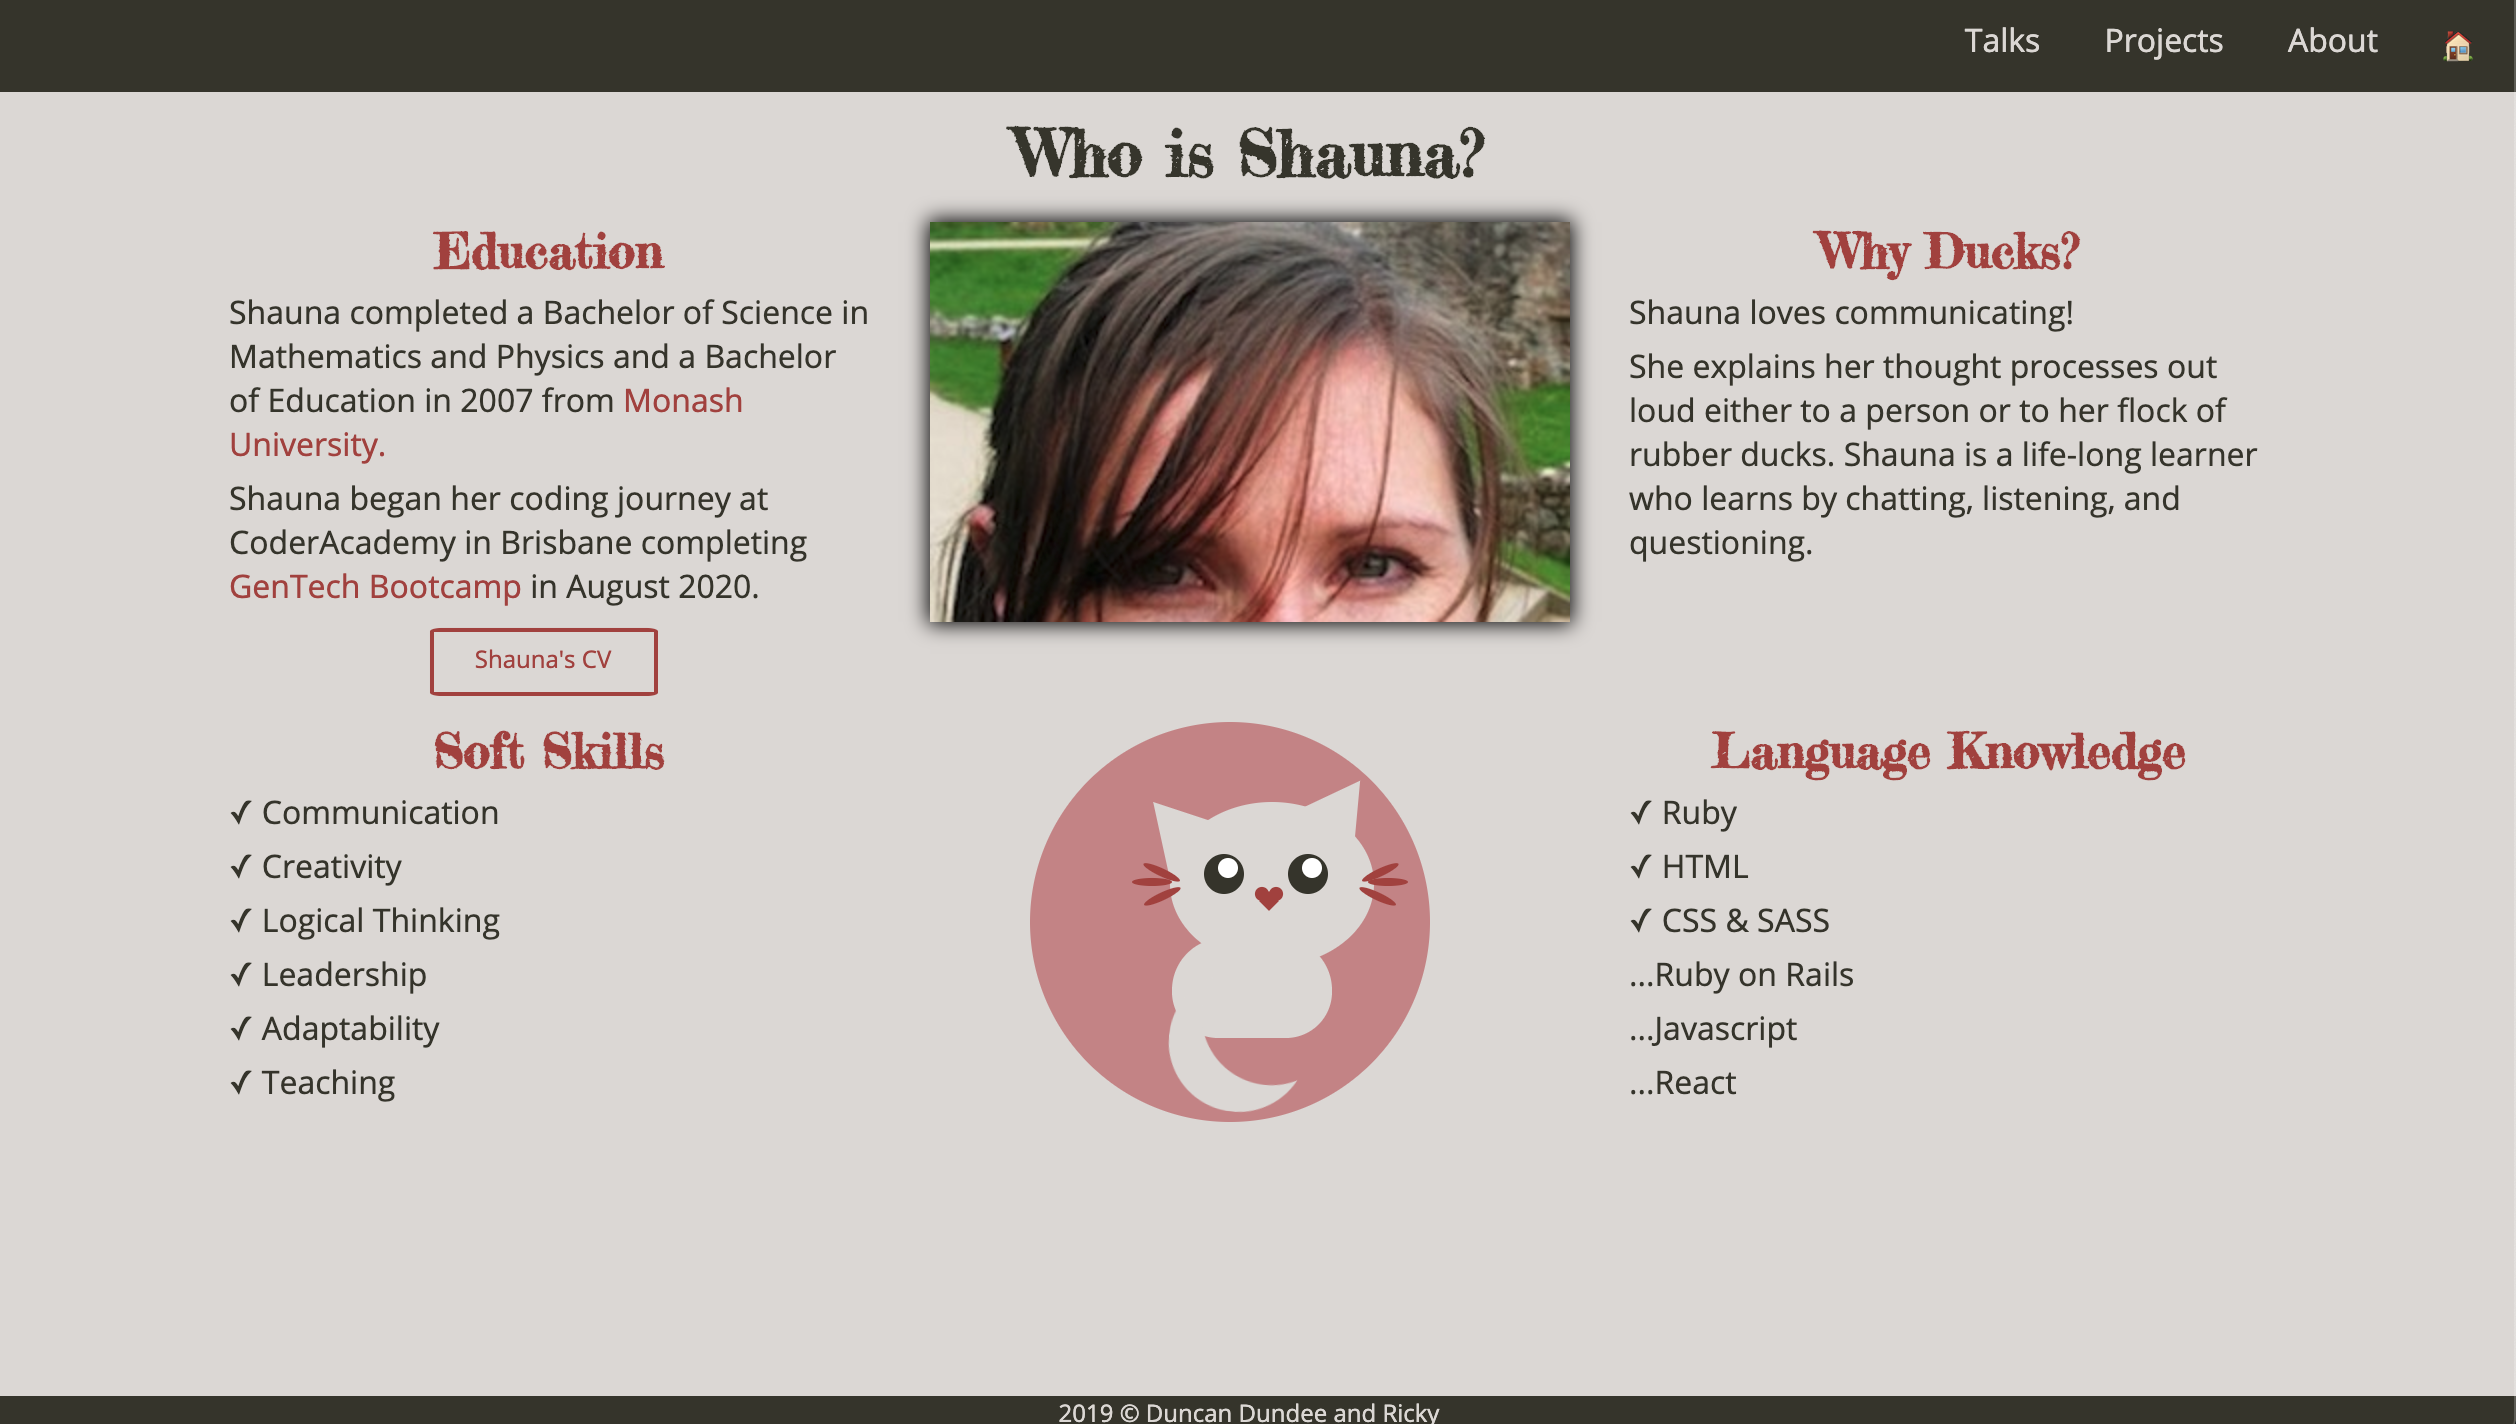 Talks Projects About
Who is Shauna?
Education
Shauna completed a Bachelor of Science in
Mathematics and Physics and a Bachelor
of Education in 2007 from Monash
University.
Shauna began her coding journey at
CoderAcademy in Brisbane completing
GenTech Bootcamp in August 2020.
Shauna's CV
Why Ducks?
Shauna loves communicating!
She explains her thought processes out
loud either to a person or to her flock of
rubber ducks. Shauna is a life-long learner
who learns by chatting, listening, and
questioning.
Soft Skills
✓ Communication
✓ Creativity
✓ Logical Thinking
✓ Leadership
✓ Adaptability
✓ Teaching
Language Knowledge
✓ Ruby
✓ HTML
✓ CSS & SASS
...Ruby on Rails
...Javascript
...React
2019 © Duncan Dundee and Ricky